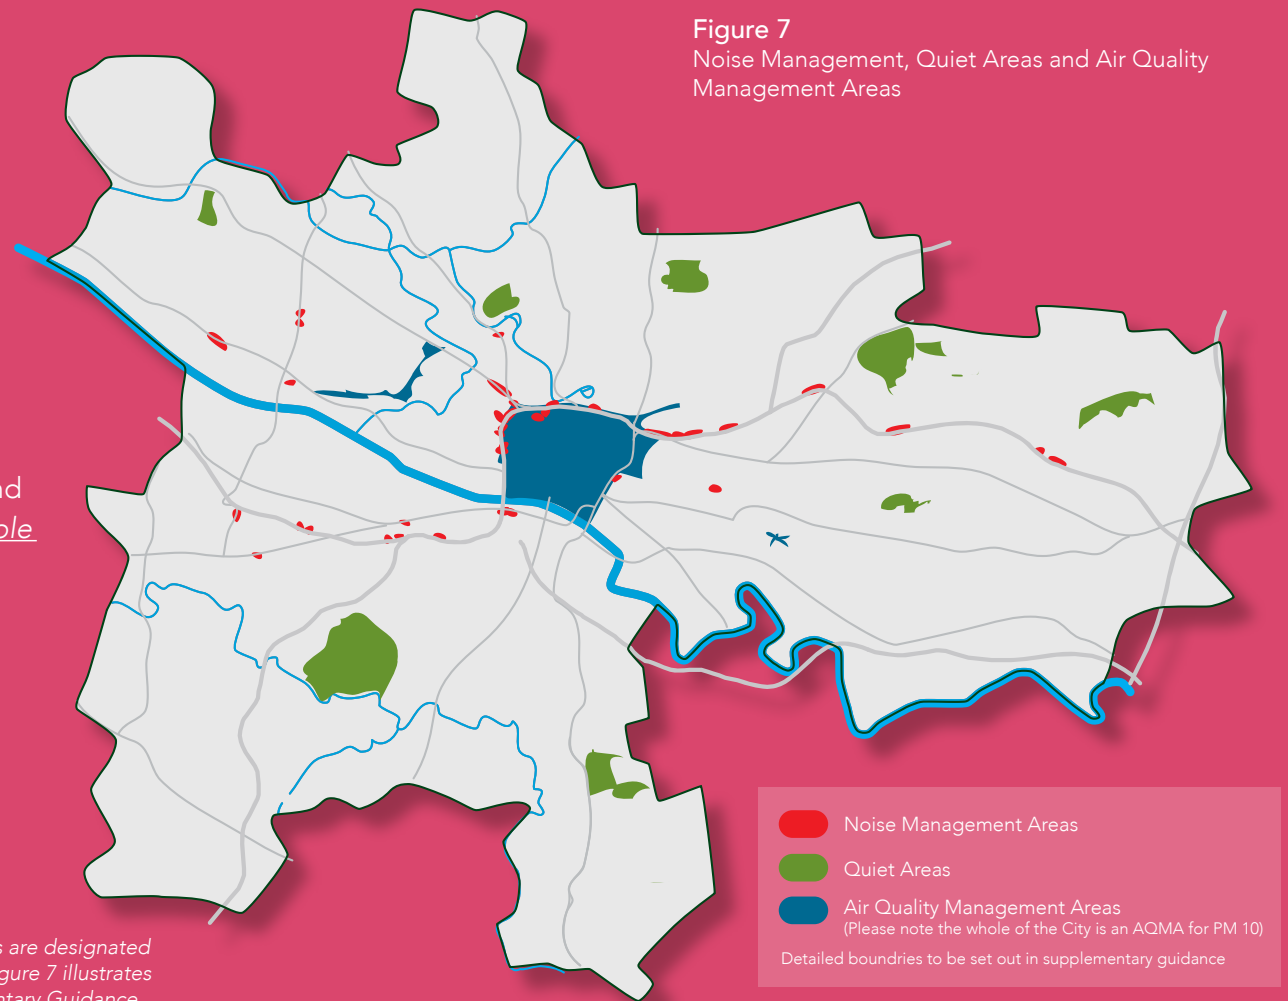 Figure 7
Noise Management, Quiet Areas and Air Quality
Management Areas
Noise Management Areas
Quiet Areas
Air Quality Management Areas
(Please note the whole of the City is an AQMA for PM 10)
Detailed boundries to be set out in supplementary guidance
are designated
gure 7 illustrates
ntary Guidance